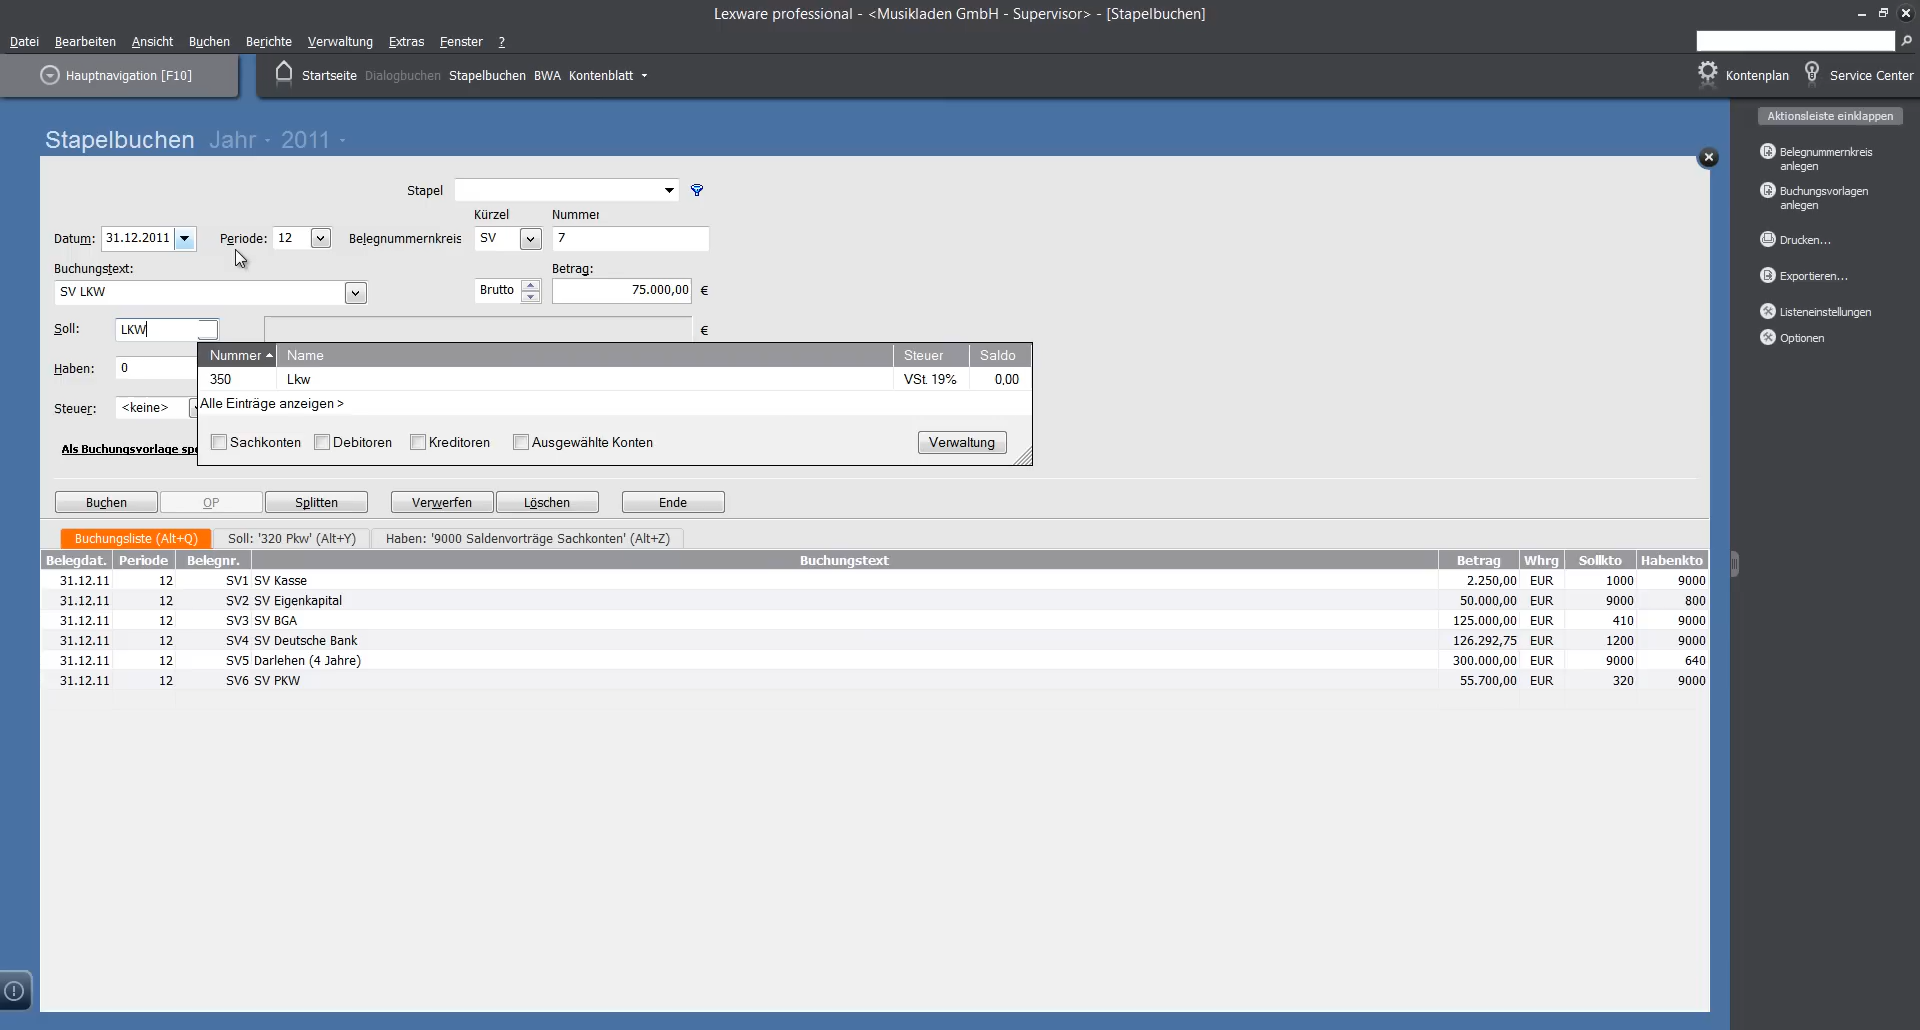 Lexware professional - <Musikladen GmbH - Supervisor> - [Stapelbuchen]
Datei Bearbeiten Ansicht Buchen Berichte Verwaltung Extras Fenster ?
Hauptnavigation [F10] Startseite Dialogbuchen Stapelbuchen BWA Kontenblatt Kontenplan Service Center
Aktionsleiste einklappen
Stapelbuchen Jahr - 2011 -
Belegnummernkreis
anlegen
Buchungsvorlagen
anlegen
Drucken...
Exportieren...
Listeneinstellungen
Optionen
Stapel
Kürzel Nummer
Datum: 31.12.2011 Periode: 12 Belegnummernkreis SV 7
Buchungstext: Betrag:
SV LKW Brutto 75.000,00 €
Soll: LKW €
Haben: 0
Steuer: <keine>
Nummer Name Steuer Saldo
350 Lkw VSt. 19% 0,00
Alle Einträge anzeigen >
Sachkonten Debitoren Kreditoren Ausgewählte Konten Verwaltung
Als Buchungsvorlage spe
Buchen OP Splitten Verwerfen Löschen Ende
Buchungsliste (Alt+Q) Soll: '320 Pkw' (Alt+Y) Haben: '9000 Saldenvorträge Sachkonten' (Alt+Z)
Belegdat. Periode Belegnr. Buchungstext Betrag Whrg Sollkto Habenkto
31.12.11 12 SV1 SV Kasse 2.250,00 EUR 1000 9000
31.12.11 12 SV2 SV Eigenkapital 50.000,00 EUR 9000 800
31.12.11 12 SV3 SV BGA 125.000,00 EUR 410 9000
31.12.11 12 SV4 SV Deutsche Bank 126.292,75 EUR 1200 9000
31.12.11 12 SV5 Darlehen (4 Jahre) 300.000,00 EUR 9000 640
31.12.11 12 SV6 SV PKW 55.700,00 EUR 320 9000